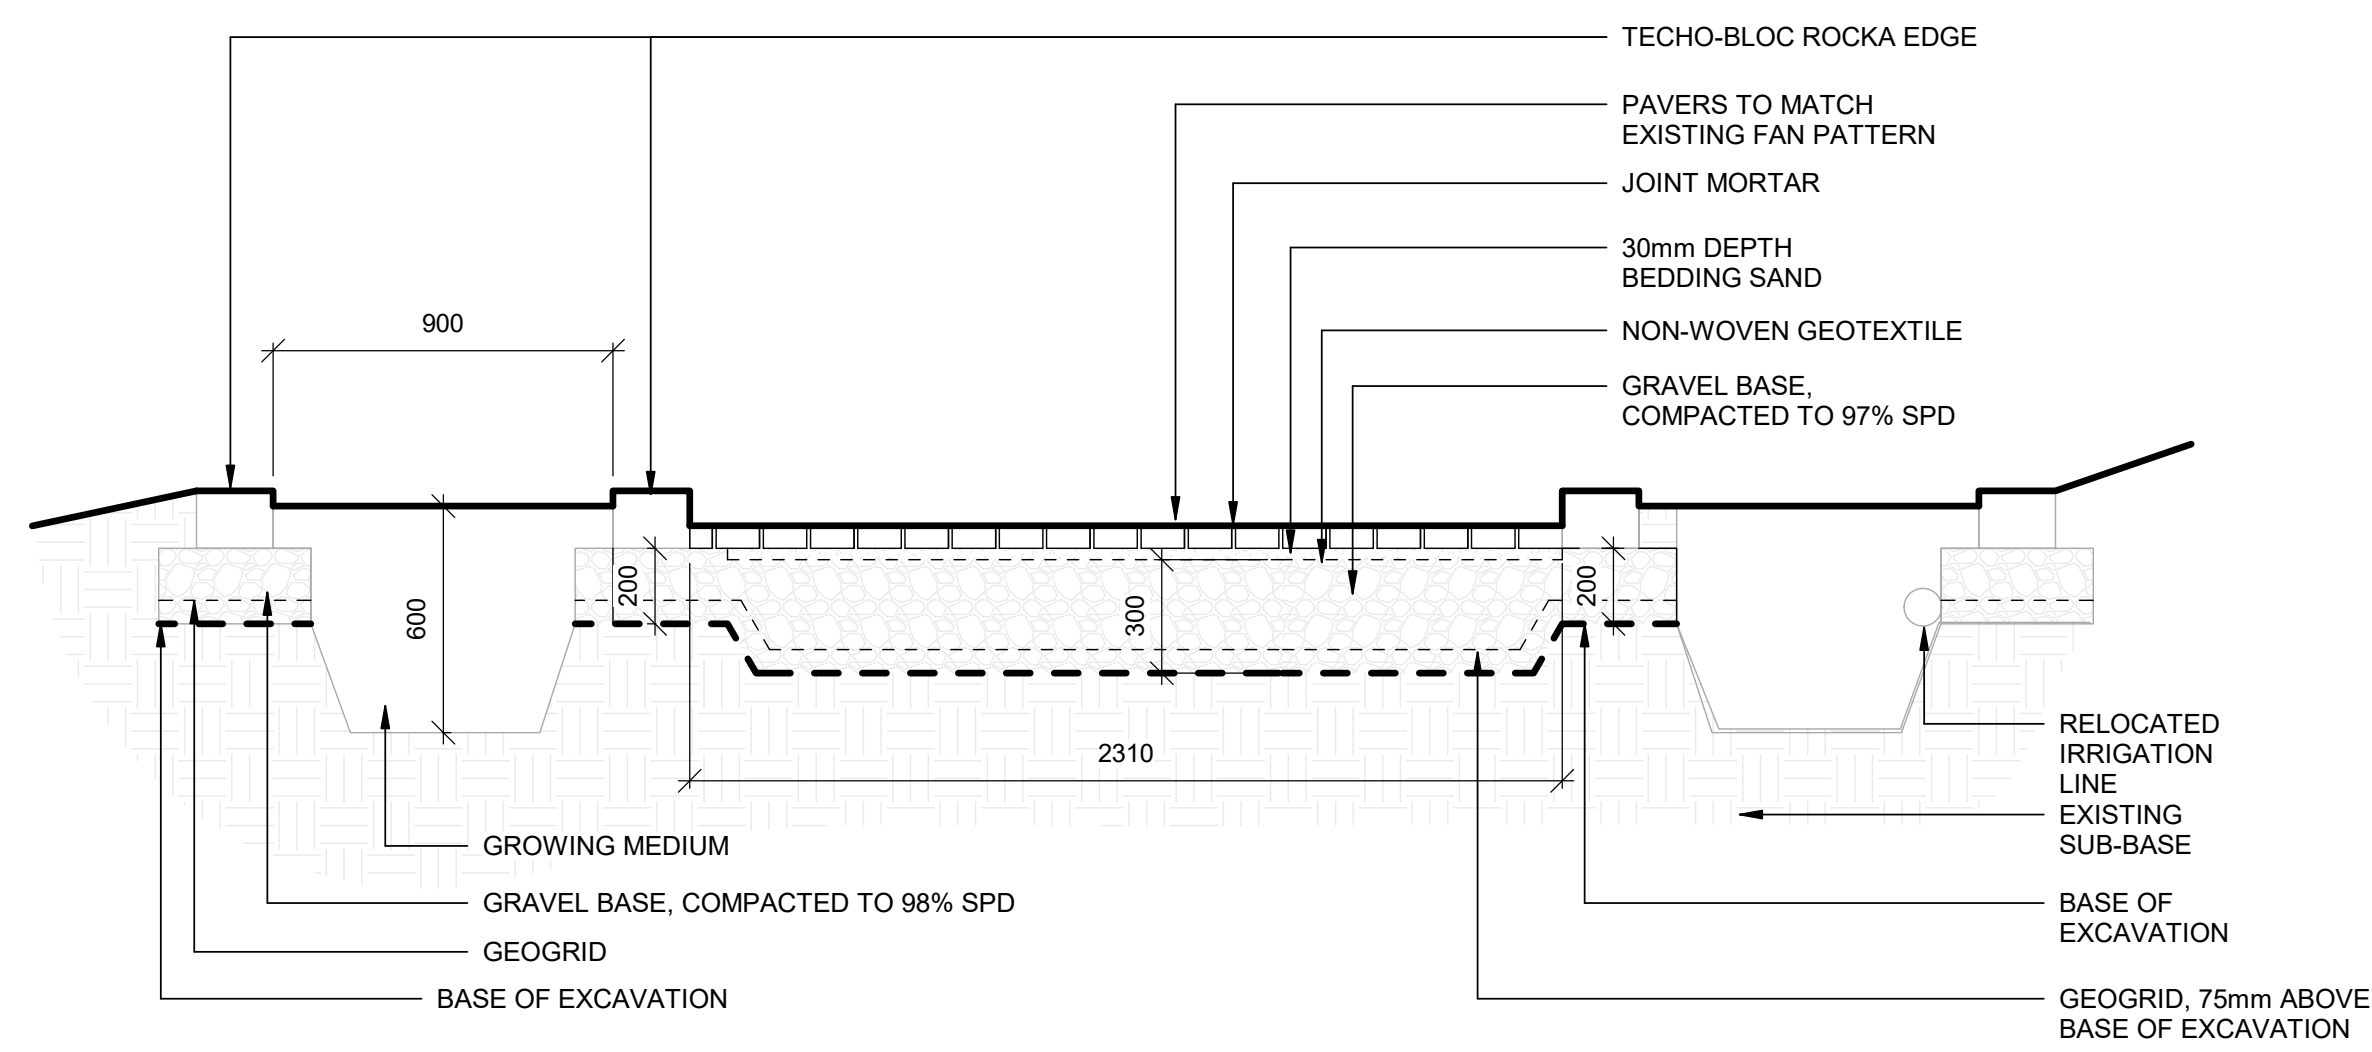 TECHO-BLOC ROCKA EDGE
PAVERS TO MATCH
EXISTING FAN PATTERN
JOINT MORTAR
30mm DEPTH
BEDDING SAND
NON-WOVEN GEOTEXTILE
GRAVEL BASE,
COMPACTED TO 97% SPD
900
600
200
300
200
2310
RELOCATED
IRRIGATION
LINE
EXISTING
SUB-BASE
BASE OF
EXCAVATION
GEOGRID, 75mm ABOVE
BASE OF EXCAVATION
GROWING MEDIUM
GRAVEL BASE, COMPACTED TO 98% SPD
GEOGRID
BASE OF EXCAVATION